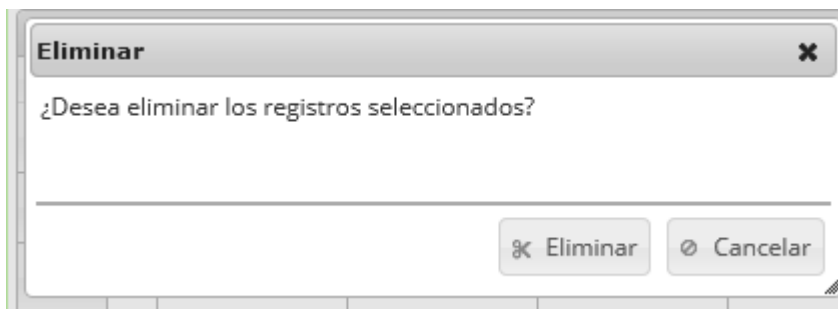 Eliminar
¿Desea eliminar los registros seleccionados?
Eliminar Cancelar